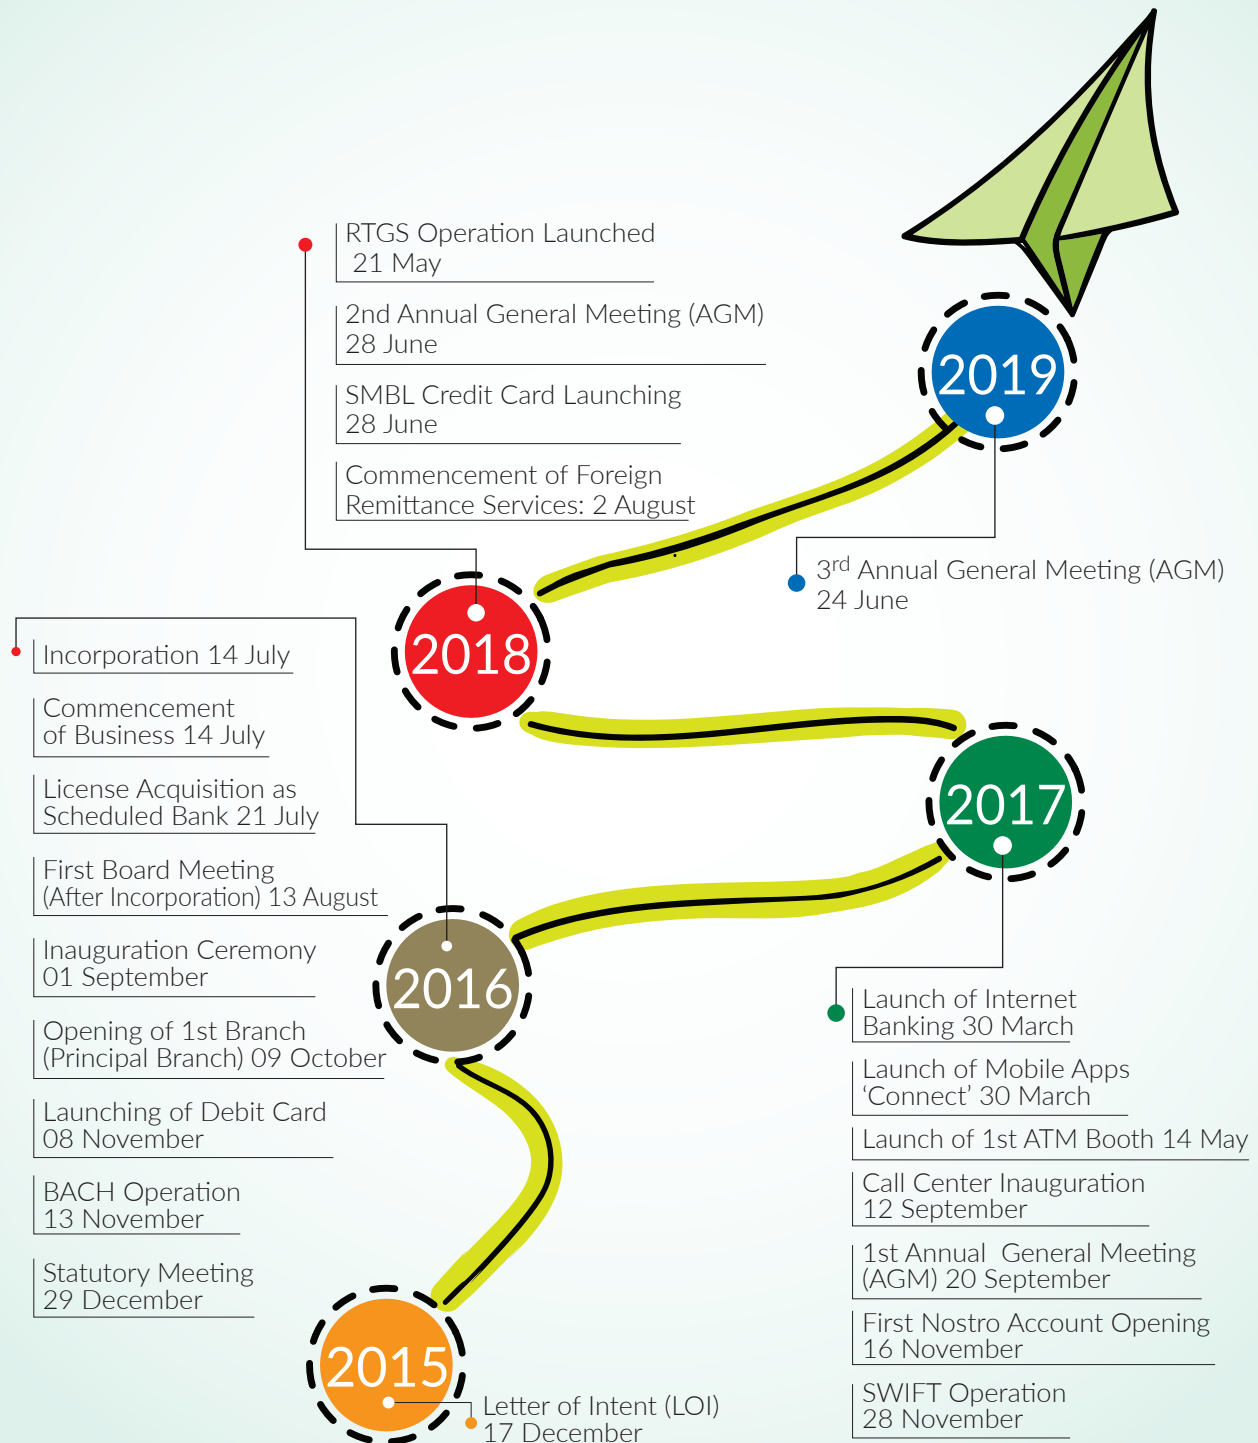 RTGS Operation Launched
21 May
2nd Annual General Meeting (AGM)
28 June
SMBL Credit Card Launching
28 June
Commencement of Foreign
Remittance Services: 2 August
2019
3rd Annual General Meeting (AGM)
24 June
2018
Incorporation 14 July
Commencement
of Business 14 July
License Acquisition as
Scheduled Bank 21 July
First Board Meeting
(After Incorporation) 13 August
Inauguration Ceremony
01 September
Opening of 1st Branch
(Principal Branch) 09 October
Launching of Debit Card
08 November
BACH Operation
13 November
Statutory Meeting
29 December
2017
2016
Launch of Internet
Banking 30 March
Launch of Mobile Apps
‘Connect’ 30 March
Launch of 1st ATM Booth 14 May
Call Center Inauguration
12 September
1st Annual General Meeting
(AGM) 20 September
First Nostro Account Opening
16 November
SWIFT Operation
28 November
2015
Letter of Intent (LOI)
17 December